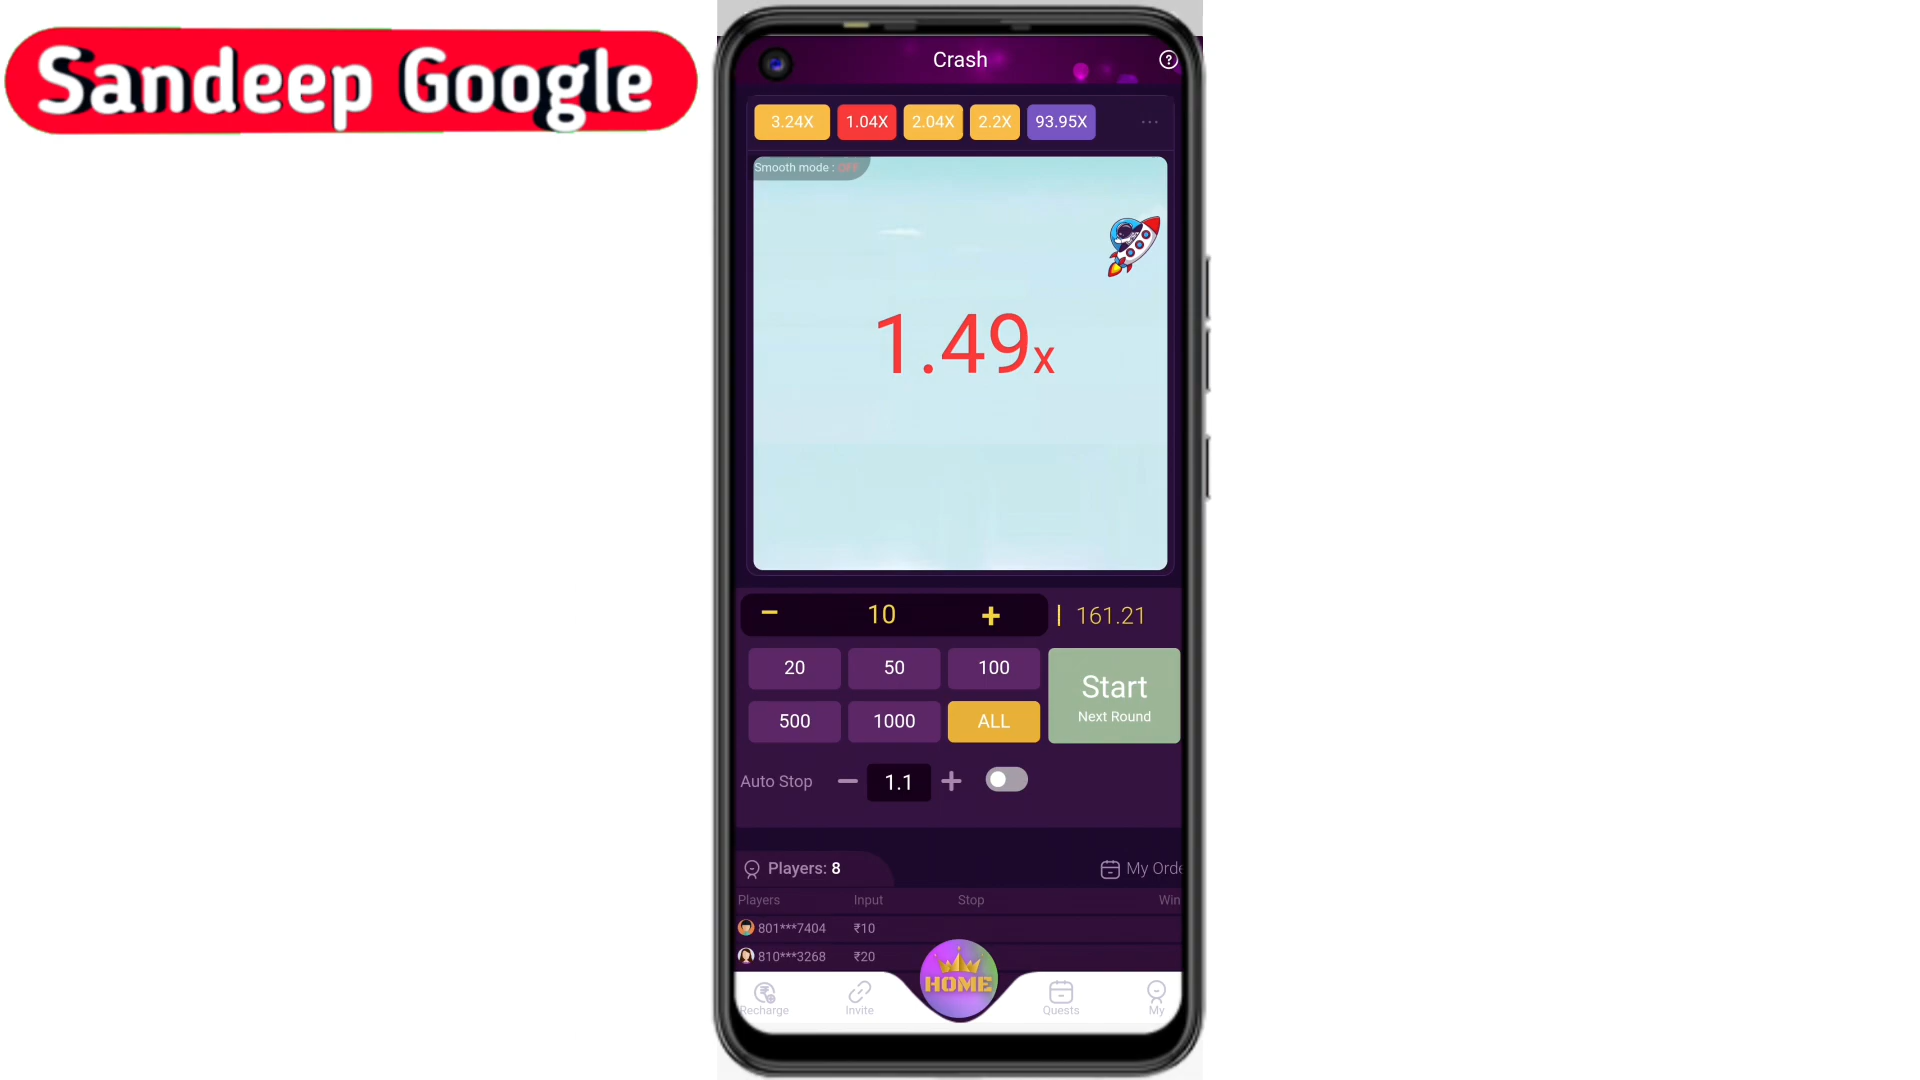 Sandeep Google
Crash
?
3.24X 1.04X 2.04X 2.2X 93.95X ...
Smooth mode : OFF
1.49x
− 10 + | 161.21
20 50 100
Start
Next Round
500 1000 ALL
Auto Stop − 1.1 +
Players: 8 My Orde
Players Input Stop Win
801***7404 ₹10
810***3268 ₹20
HOME
Recharge Invite Quests My